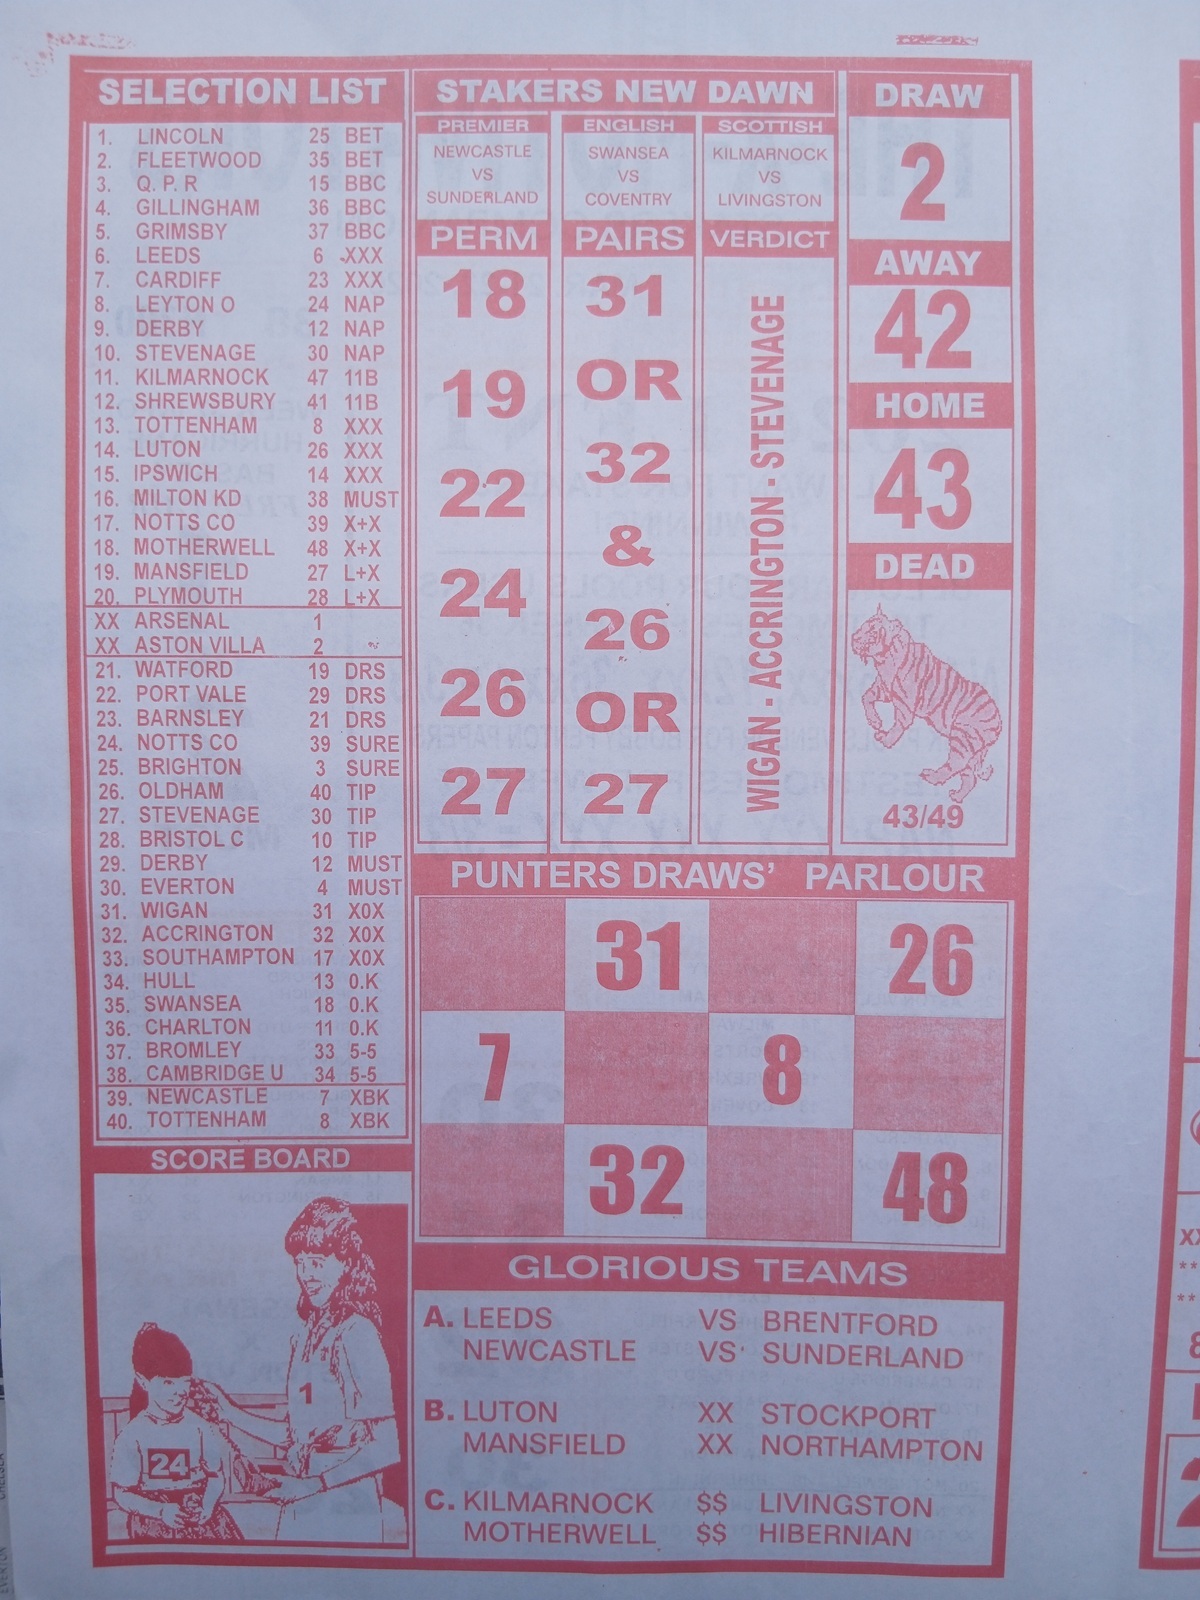 SELECTION LIST
1. LINCOLN 25 BET
2. FLEETWOOD 35 BET
3. Q. P. R 15 BBC
4. GILLINGHAM 36 BBC
5. GRIMSBY 37 BBC
6. LEEDS 6 XXX
7. CARDIFF 23 XXX
8. LEYTON O 24 NAP
9. DERBY 12 NAP
10. STEVENAGE 30 NAP
11. KILMARNOCK 47 11B
12. SHREWSBURY 41 11B
13. TOTTENHAM 8 XXX
14. LUTON 26 XXX
15. IPSWICH 14 XXX
16. MILTON KD 38 MUST
17. NOTTS CO 39 X+X
18. MOTHERWELL 48 X+X
19. MANSFIELD 27 L+X
20. PLYMOUTH 28 L+X
XX ARSENAL 1
XX ASTON VILLA 2
21. WATFORD 19 DRS
22. PORT VALE 29 DRS
23. BARNSLEY 21 DRS
24. NOTTS CO 39 SURE
25. BRIGHTON 3 SURE
26. OLDHAM 40 TIP
27. STEVENAGE 30 TIP
28. BRISTOL C 10 TIP
29. DERBY 12 MUST
30. EVERTON 4 MUST
31. WIGAN 31 X0X
32. ACCRINGTON 32 X0X
33. SOUTHAMPTON 17 X0X
34. HULL 13 0.K
35. SWANSEA 18 0.K
36. CHARLTON 11 0.K
37. BROMLEY 33 5-5
38. CAMBRIDGE U 34 5-5
39. NEWCASTLE 7 XBK
40. TOTTENHAM 8 XBK
SCORE BOARD
1
24
STAKERS NEW DAWN
PREMIER
NEWCASTLE
VS
SUNDERLAND
ENGLISH
SWANSEA
VS
COVENTRY
SCOTTISH
KILMARNOCK
VS
LIVINGSTON
PERM
18
19
22
24
26
27
PAIRS
31
OR
32
&
26
OR
27
VERDICT
WIGAN - ACCRINGTON - STEVENAGE
DRAW
2
AWAY
42
HOME
43
DEAD
43/49
PUNTERS DRAWS' PARLOUR
31 26
7 8
32 48
GLORIOUS TEAMS
A. LEEDS VS BRENTFORD
NEWCASTLE VS SUNDERLAND
B. LUTON XX STOCKPORT
MANSFIELD XX NORTHAMPTON
C. KILMARNOCK $$ LIVINGSTON
MOTHERWELL $$ HIBERNIAN
EVERTON
CHELSEA